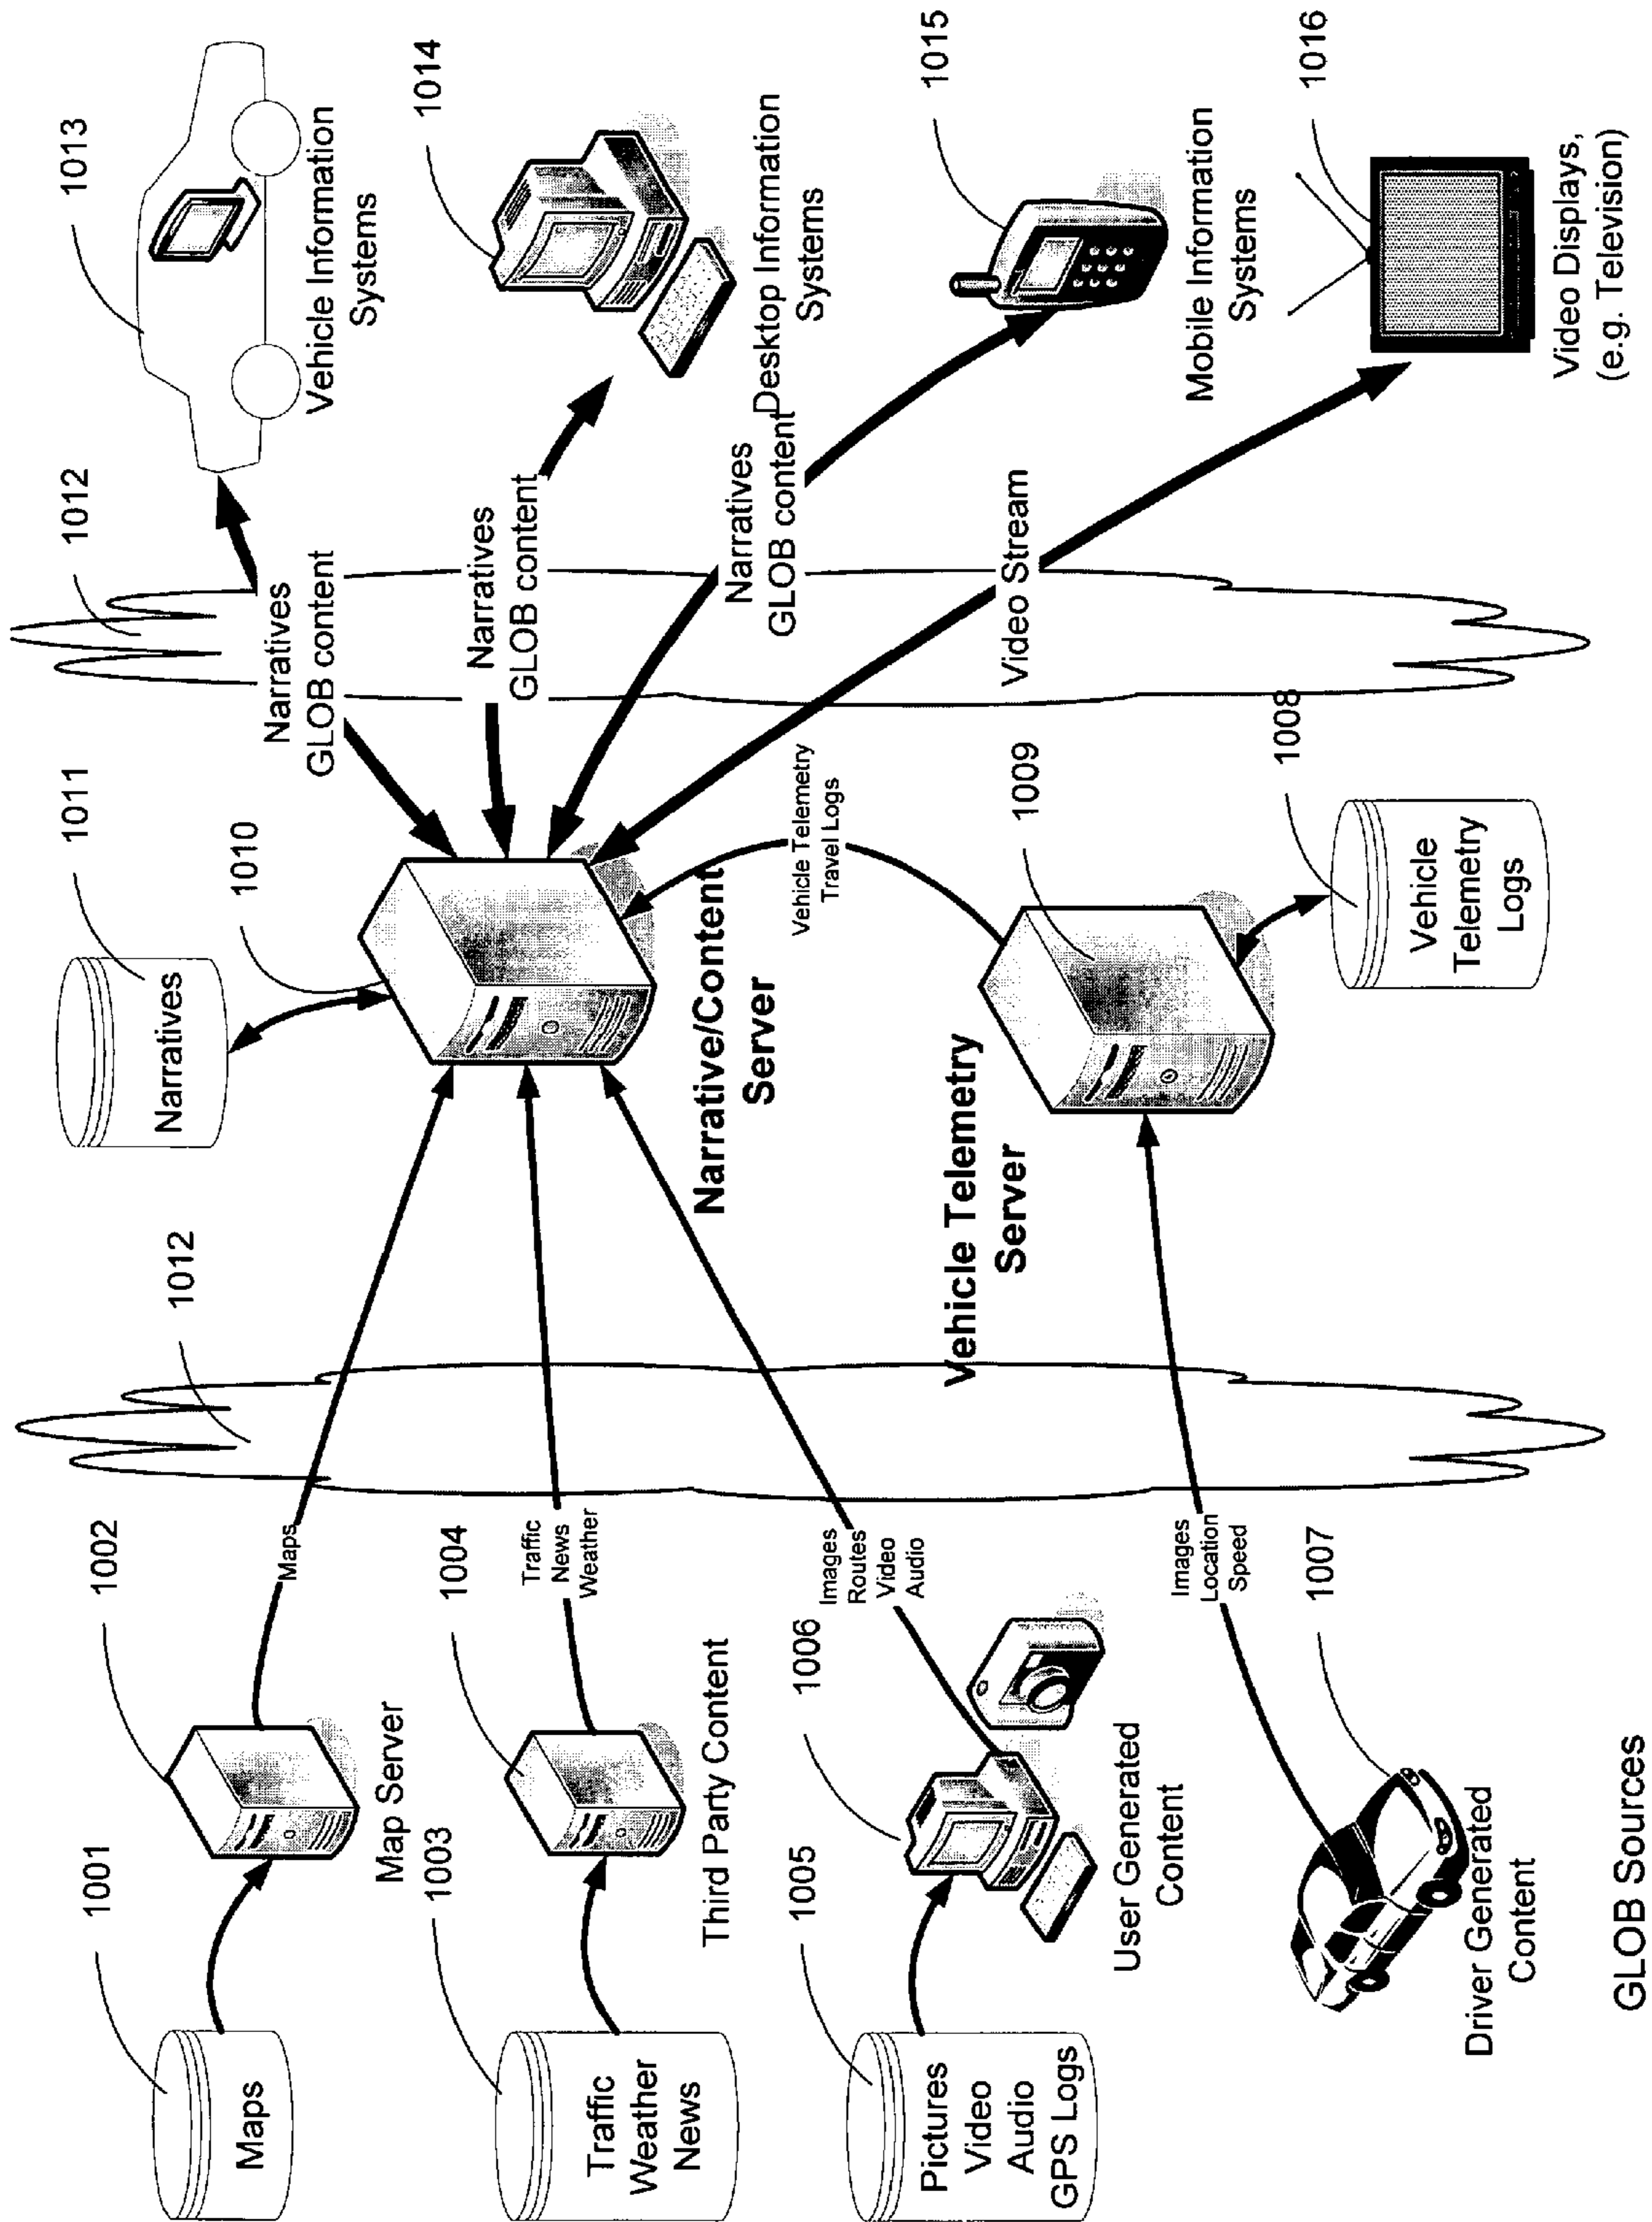 1001
Maps
1002
Map Server
Maps
1003
Traffic
Weather
News
1004
Third Party Content
Traffic
News
Weather
1005
Pictures
Video
Audio
GPS Logs
1006
User Generated
Content
Images
Routes
Video
Audio
1007
Driver Generated
Content
Images
Location
Speed
GLOB Sources
1012
1011
Narratives
1010
Narrative/Content
Server
Vehicle Telemetry
Server
1009
Vehicle Telemetry
Travel Logs
1008
Vehicle
Telemetry
Logs
1012
Narratives
GLOB content
Narratives
GLOB content
Narratives
GLOB content
Video Stream
1013
Vehicle Information
Systems
1014
Desktop Information
Systems
1015
Mobile Information
Systems
1016
Video Displays,
(e.g. Television)